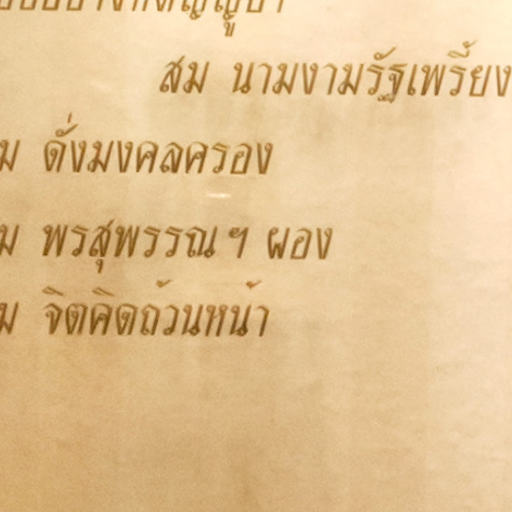 สม นามงามรัฐเพรี้ยง
ม ดั่งมงคลครอง
ม พรสุพรรณฯ ผอง
ม จิตคิดถ้วนหน้า